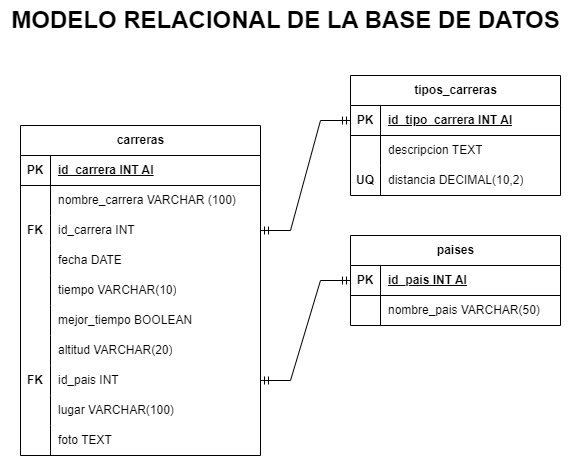 MODELO RELACIONAL DE LA BASE DE DATOS
tipos_carreras
PK id_tipo_carrera INT AI
descripcion TEXT
UQ distancia DECIMAL(10,2)
carreras
PK id_carrera INT AI
nombre_carrera VARCHAR (100)
FK id_carrera INT
fecha DATE
tiempo VARCHAR(10)
mejor_tiempo BOOLEAN
altitud VARCHAR(20)
FK id_pais INT
lugar VARCHAR(100)
foto TEXT
paises
PK id_pais INT AI
nombre_pais VARCHAR(50)